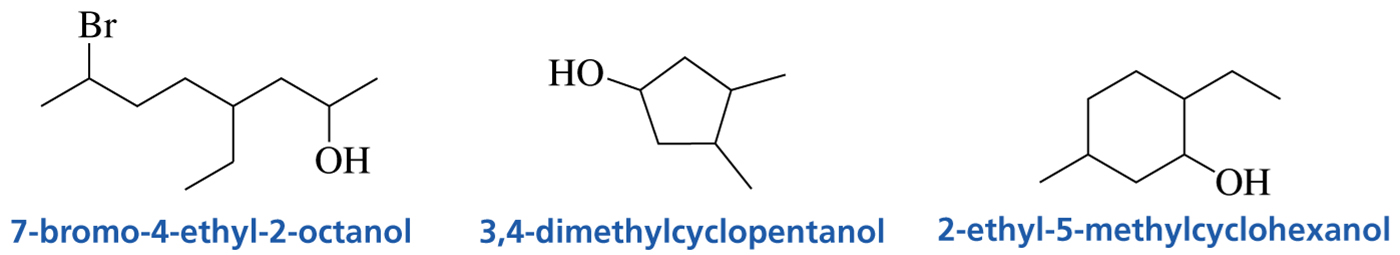 Br
HO
OH
OH
7-bromo-4-ethyl-2-octanol
3,4-dimethylcyclopentanol
2-ethyl-5-methylcyclohexanol